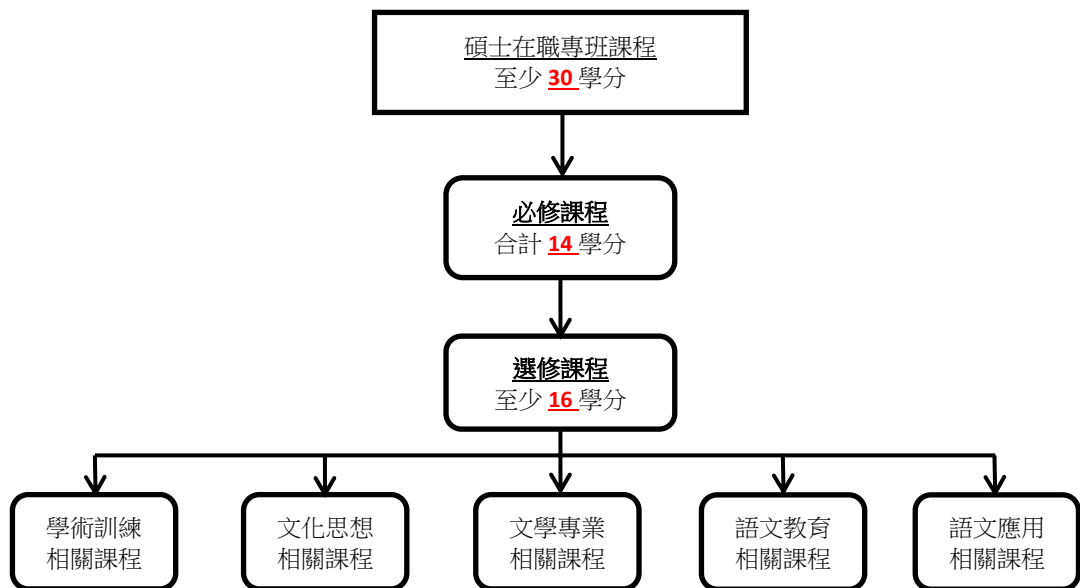 碩士在職專班課程
至少 30 學分
必修課程
合計 14 學分
選修課程
至少 16 學分
學術訓練
相關課程
文化思想
相關課程
文學專業
相關課程
語文教育
相關課程
語文應用
相關課程